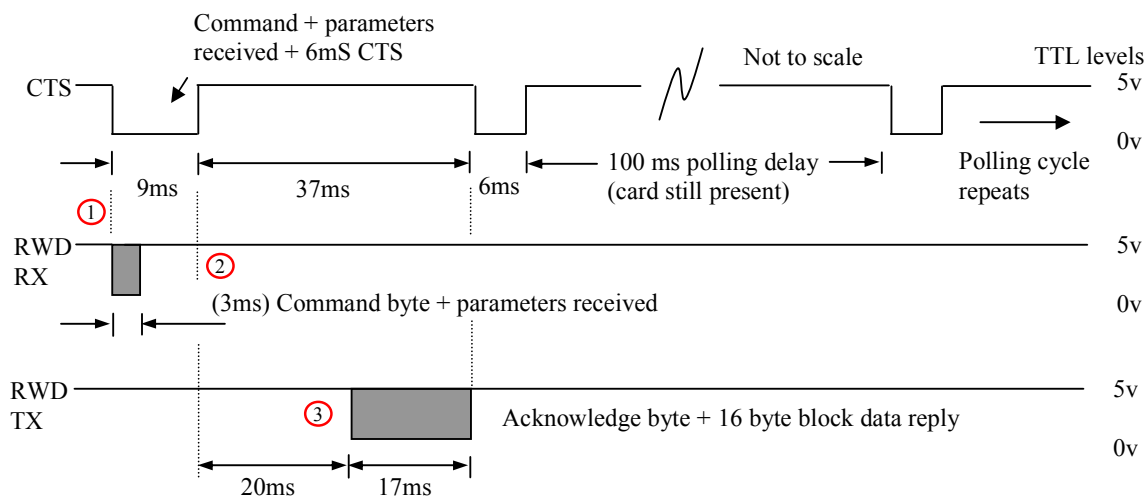 Command + parameters
received + 6mS CTS
Not to scale
TTL levels
CTS
5v
0v
9ms
37ms
6ms
100 ms polling delay
(card still present)
Polling cycle
repeats
1
RWD
RX
5v
2
(3ms) Command byte + parameters received
0v
RWD
TX
5v
3
Acknowledge byte + 16 byte block data reply
0v
20ms
17ms